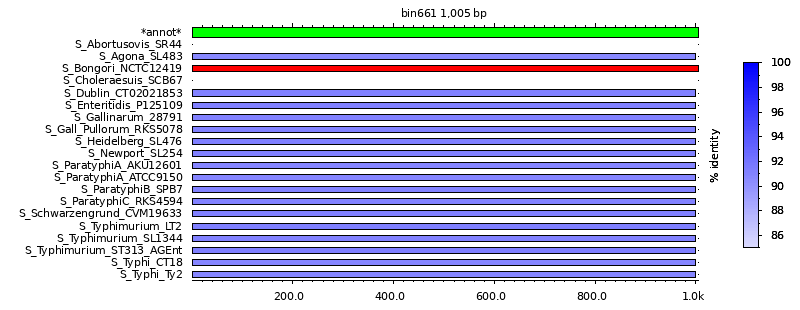 bin661 1,005 bp
*annot*
S_Abortusovis_SR44
S_Agona_SL483
S_Bongori_NCTC12419
S_Choleraesuis_SCB67
S_Dublin_CT02021853
S_Enteritidis_P125109
S_Gallinarum_28791
S_Gall_Pullorum_RKS5078
S_Heidelberg_SL476
S_Newport_SL254
S_ParatyphiA_AKU12601
S_ParatyphiA_ATCC9150
S_ParatyphiB_SPB7
S_ParatyphiC_RKS4594
S_Schwarzengrund_CVM19633
S_Typhimurium_LT2
S_Typhimurium_SL1344
S_Typhimurium_ST313_AGEnt
S_Typhi_CT18
S_Typhi_Ty2
200.0 400.0 600.0 800.0 1.0k
100
98
96
94
92
90
88
86
% identity